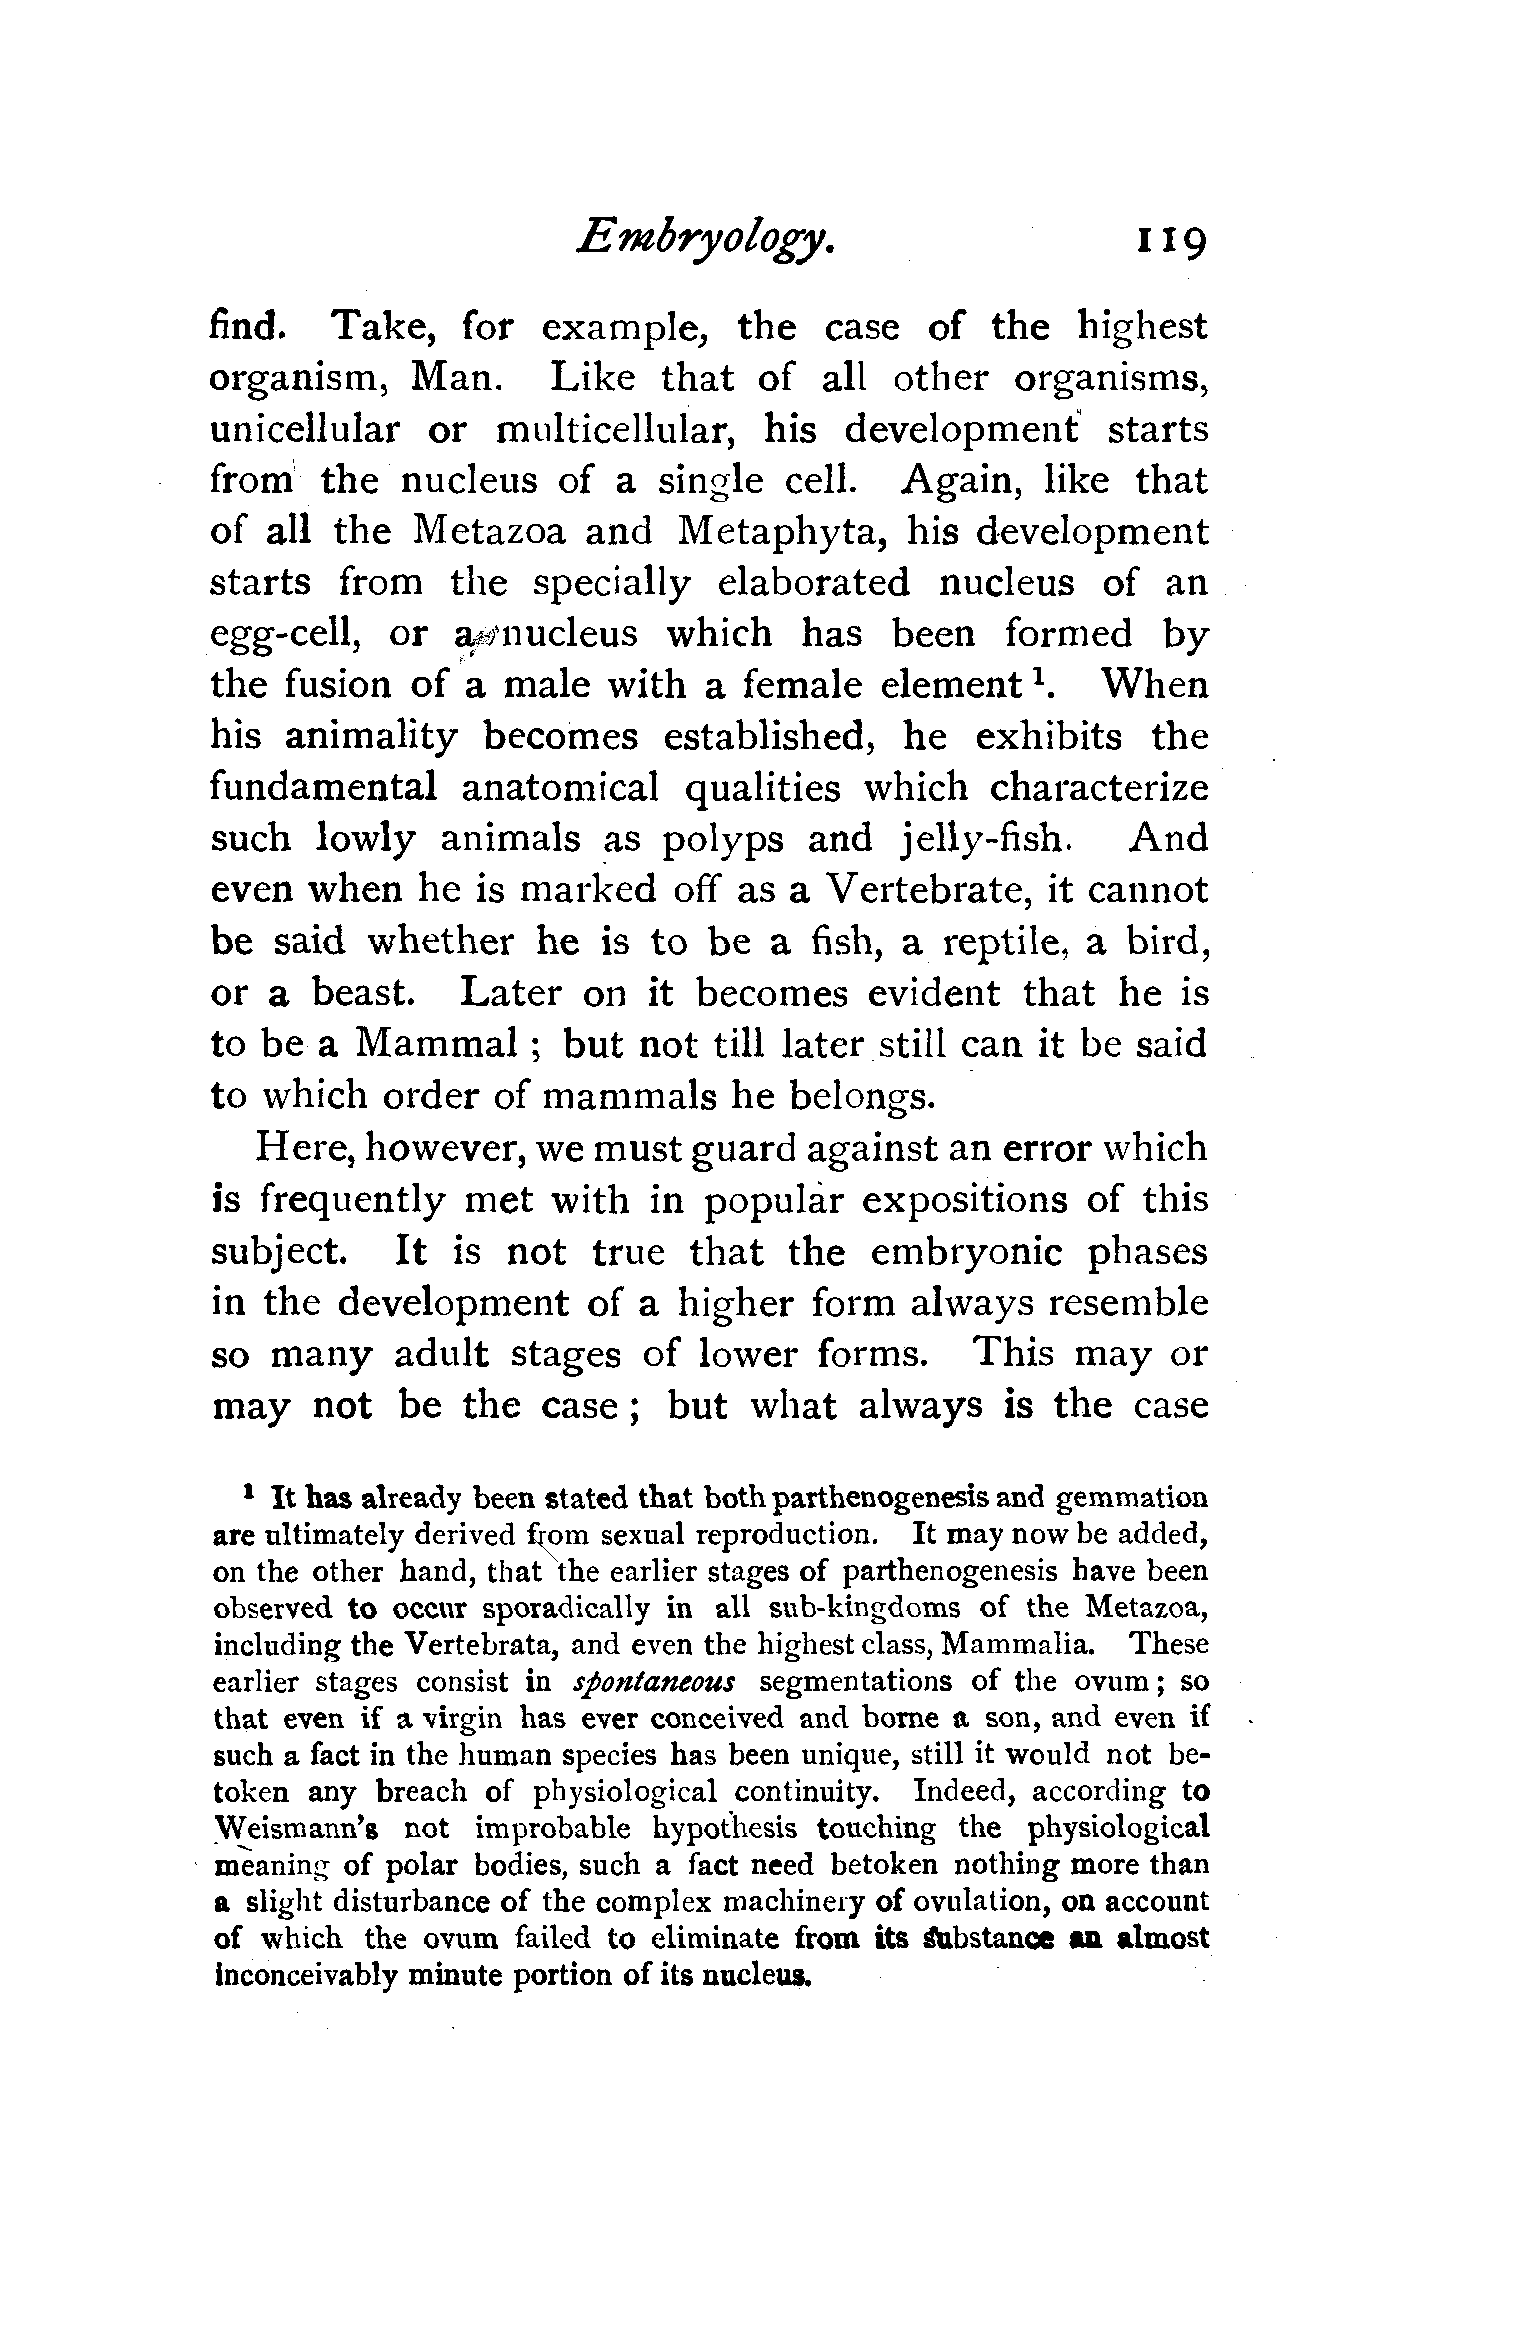 Embryology. 119
find. Take, for example, the case of the highest
organism, Man. Like that of all other organisms,
unicellular or multicellular, his development starts
from the nucleus of a single cell. Again, like that
of all the Metazoa and Metaphyta, his development
starts from the specially elaborated nucleus of an
egg-cell, or a nucleus which has been formed by
the fusion of a male with a female element ¹. When
his animality becomes established, he exhibits the
fundamental anatomical qualities which characterize
such lowly animals as polyps and jelly-fish. And
even when he is marked off as a Vertebrate, it cannot
be said whether he is to be a fish, a reptile, a bird,
or a beast. Later on it becomes evident that he is
to be a Mammal ; but not till later still can it be said
to which order of mammals he belongs.
Here, however, we must guard against an error which
is frequently met with in popular expositions of this
subject. It is not true that the embryonic phases
in the development of a higher form always resemble
so many adult stages of lower forms. This may or
may not be the case ; but what always is the case
¹ It has already been stated that both parthenogenesis and gemmation
are ultimately derived from sexual reproduction. It may now be added,
on the other hand, that the earlier stages of parthenogenesis have been
observed to occur sporadically in all sub-kingdoms of the Metazoa,
including the Vertebrata, and even the highest class, Mammalia. These
earlier stages consist in spontaneous segmentations of the ovum ; so
that even if a virgin has ever conceived and borne a son, and even if
such a fact in the human species has been unique, still it would not be-
token any breach of physiological continuity. Indeed, according to
Weismann's not improbable hypothesis touching the physiological
meaning of polar bodies, such a fact need betoken nothing more than
a slight disturbance of the complex machinery of ovulation, on account
of which the ovum failed to eliminate from its substance an almost
inconceivably minute portion of its nucleus.